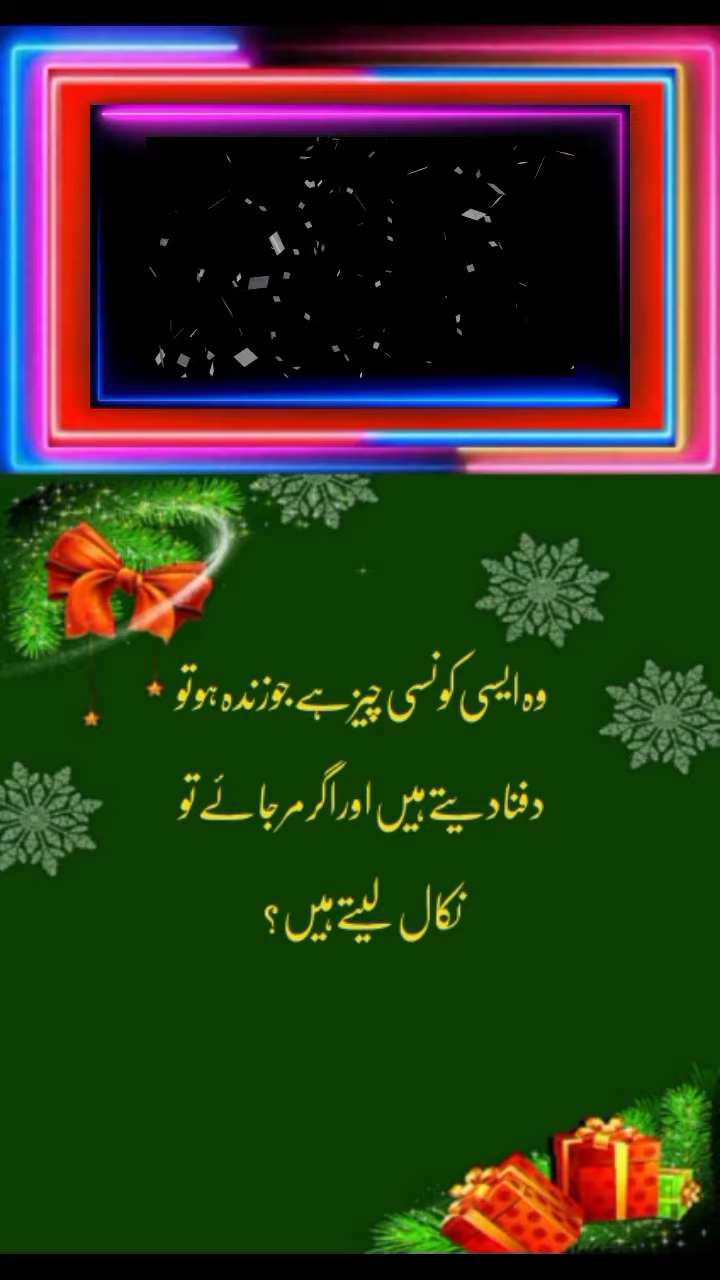 وہ ایسی کونسی چیز ہے جو زندہ ہو تو
دفنا دیتے ہیں اور اگر مر جائے تو
نکال لیتے ہیں ؟